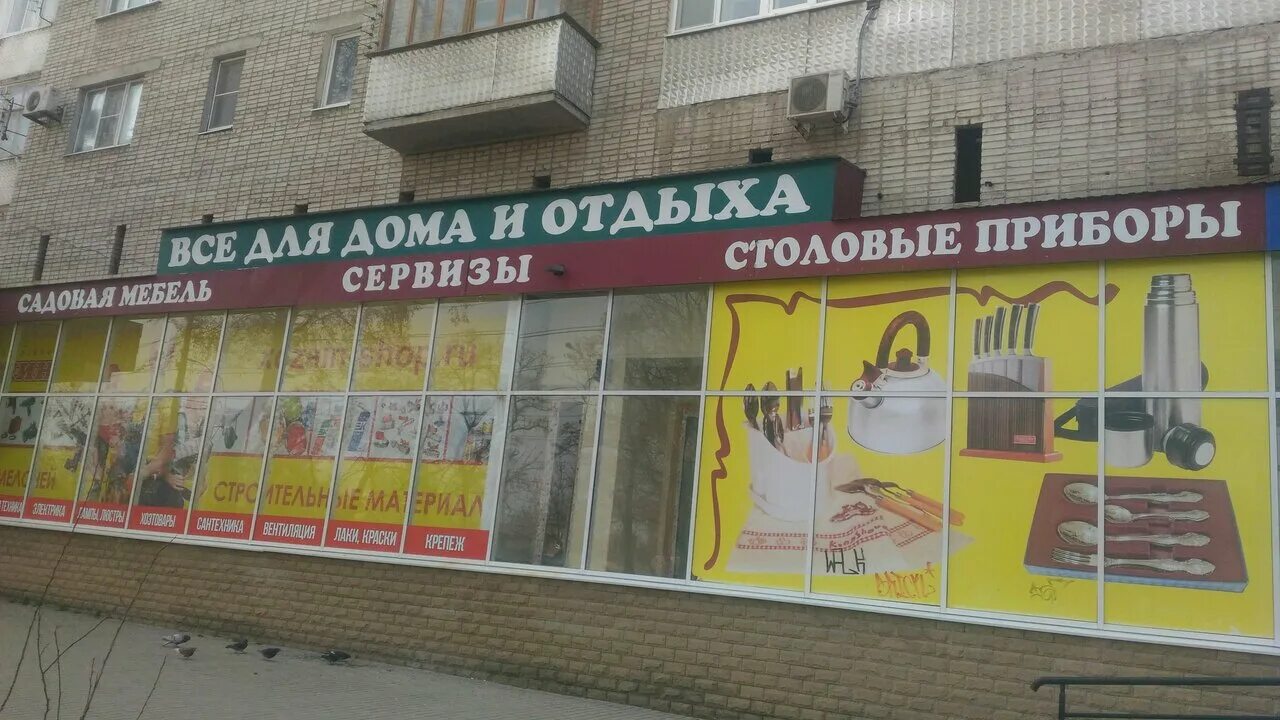 ВСЕ ДЛЯ ДОМА И ОТДЫХА
САДОВАЯ МЕБЕЛЬ
СЕРВИЗЫ
СТОЛОВЫЕ ПРИБОРЫ
МЕЛОЧЕЙ
СТРОИТЕЛЬНЫЕ МАТЕРИАЛ
ЭЛЕКТРИКА
ЛАМПЫ, ЛЮСТРЫ
ХОЗТОВАРЫ
САНТЕХНИКА
ВЕНТИЛЯЦИЯ
ЛАКИ, КРАСКИ
КРЕПЕЖ